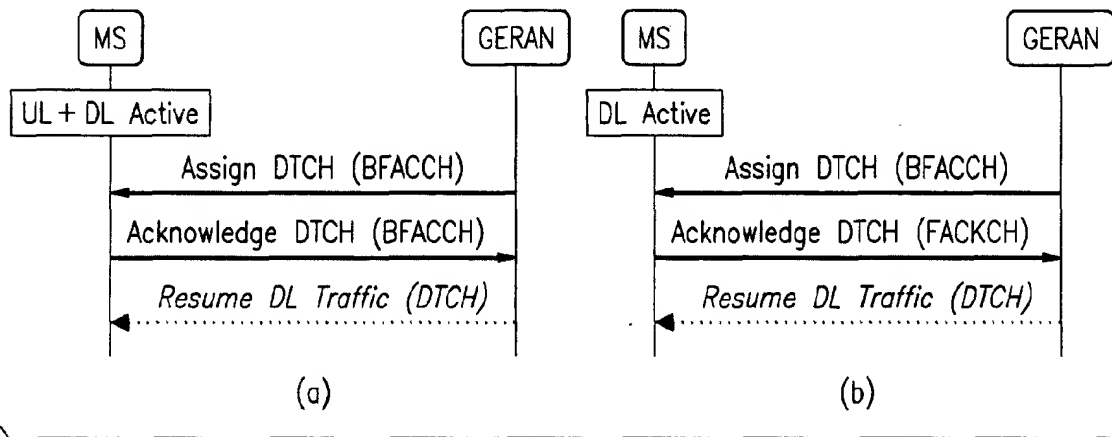 MS GERAN MS GERAN
UL + DL Active DL Active
Assign DTCH (BFACCH) Assign DTCH (BFACCH)
Acknowledge DTCH (BFACCH) Acknowledge DTCH (FACKCH)
Resume DL Traffic (DTCH) Resume DL Traffic (DTCH)
(a) (b)